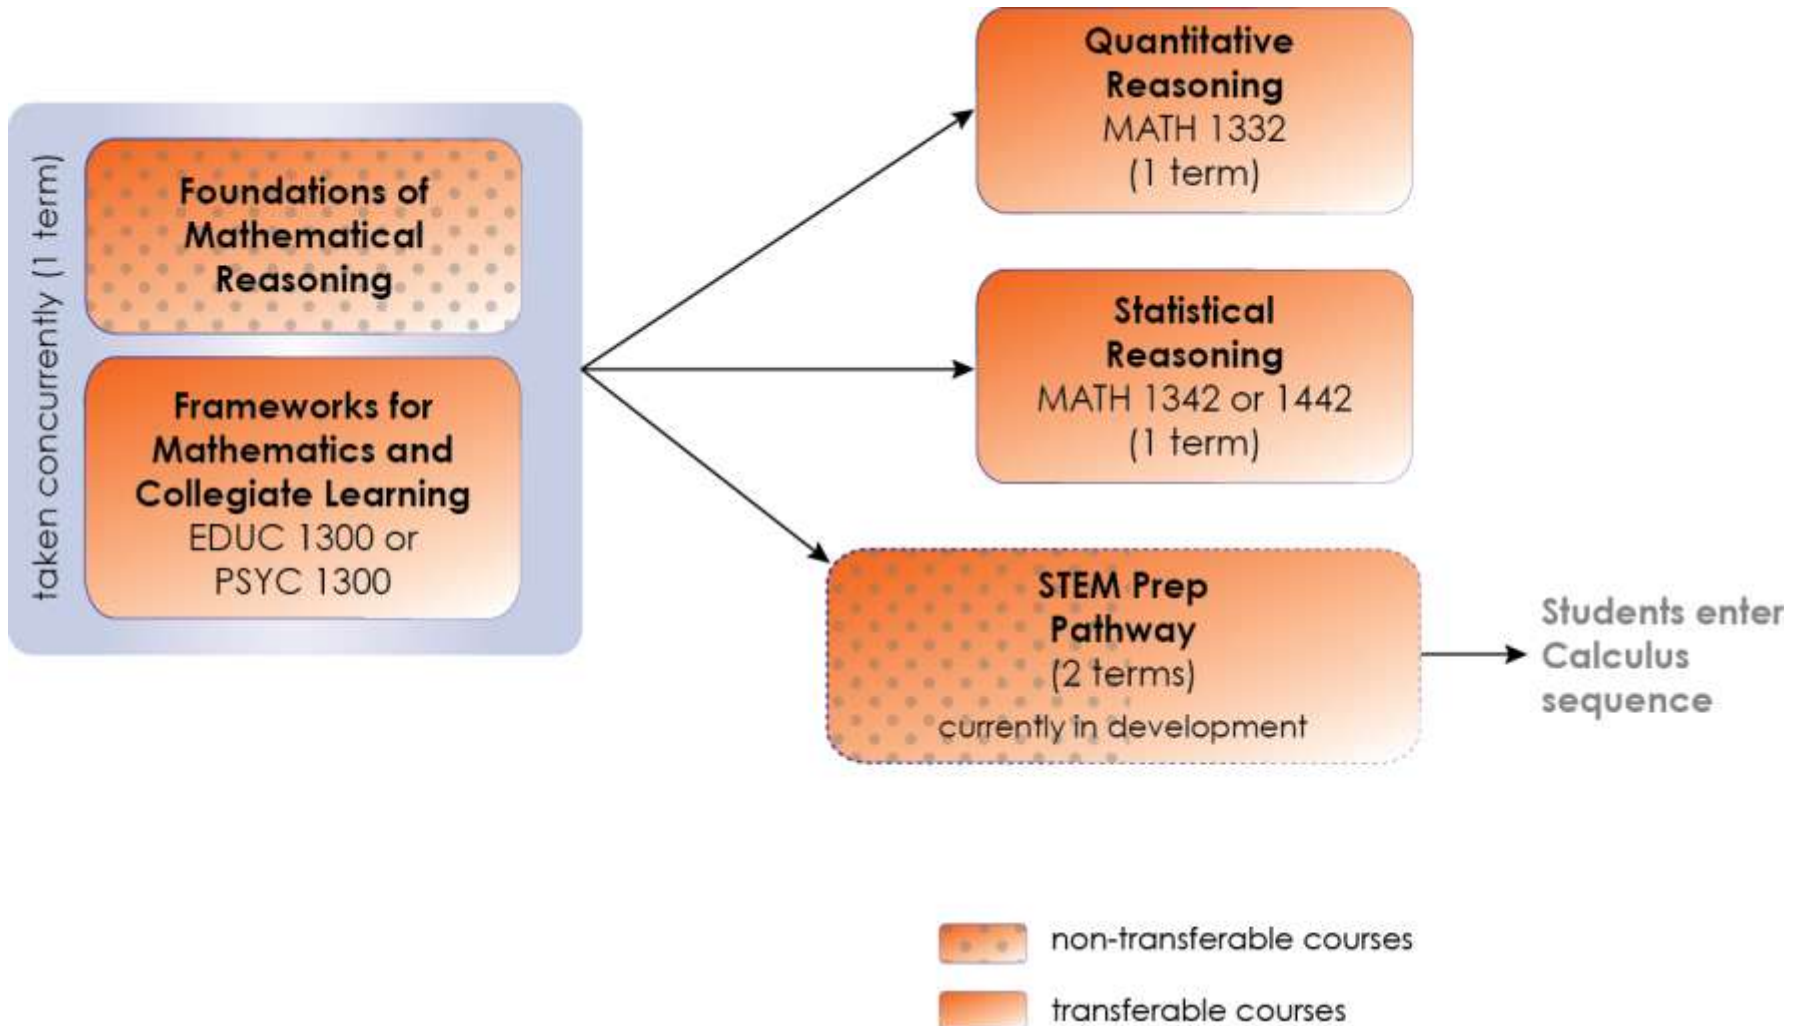 taken concurrently (1 term)
Foundations of
Mathematical
Reasoning
Frameworks for
Mathematics and
Collegiate Learning
EDUC 1300 or
PSYC 1300
Quantitative
Reasoning
MATH 1332
(1 term)
Statistical
Reasoning
MATH 1342 or 1442
(1 term)
STEM Prep
Pathway
(2 terms)
currently in development
Students enter
Calculus
sequence
non-transferable courses
transferable courses